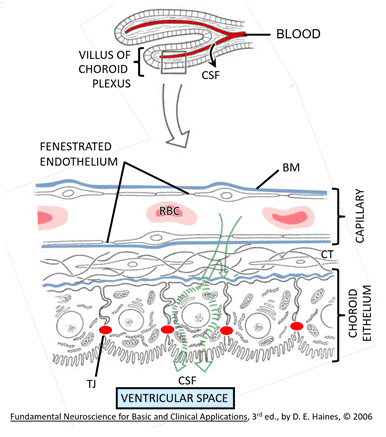 BLOOD
VILLUS OF
CHOROID
PLEXUS
CSF
FENESTRATED
ENDOTHELIUM
BM
RBC
CAPILLARY
CT
CHOROID
EITHELIUM
TJ
CSF
VENTRICULAR SPACE
Fundamental Neuroscience for Basic and Clinical Applications, 3rd ed., by D. E. Haines, © 2006